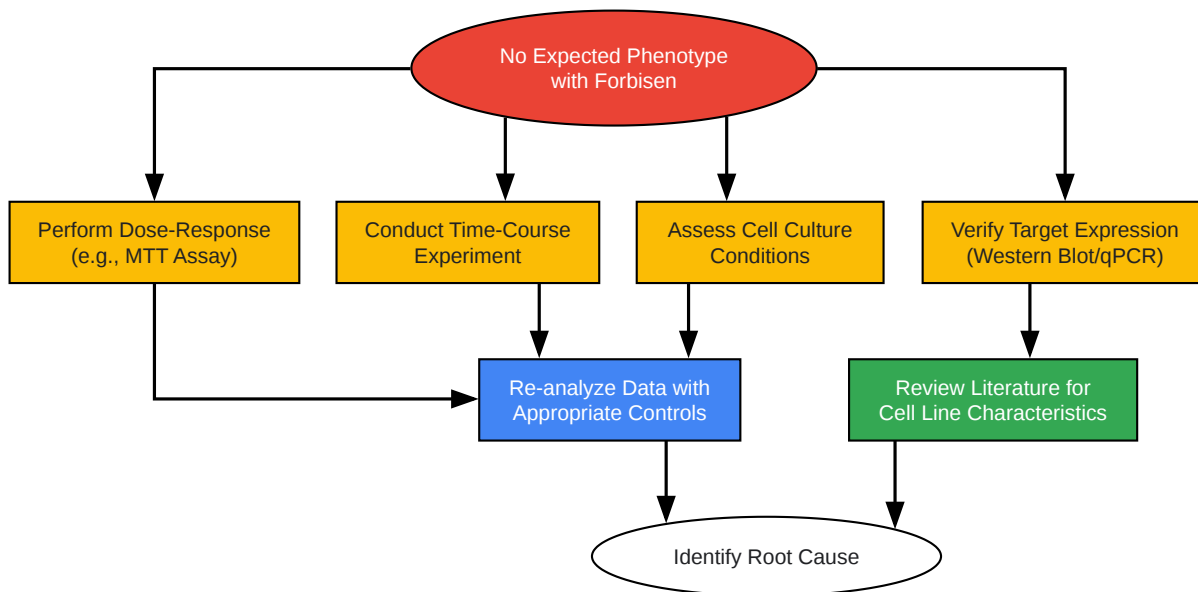 No Expected Phenotype
with Forbisen
Perform Dose-Response
(e.g., MTT Assay)
Conduct Time-Course
Experiment
Assess Cell Culture
Conditions
Verify Target Expression
(Western Blot/qPCR)
Re-analyze Data with
Appropriate Controls
Review Literature for
Cell Line Characteristics
Identify Root Cause